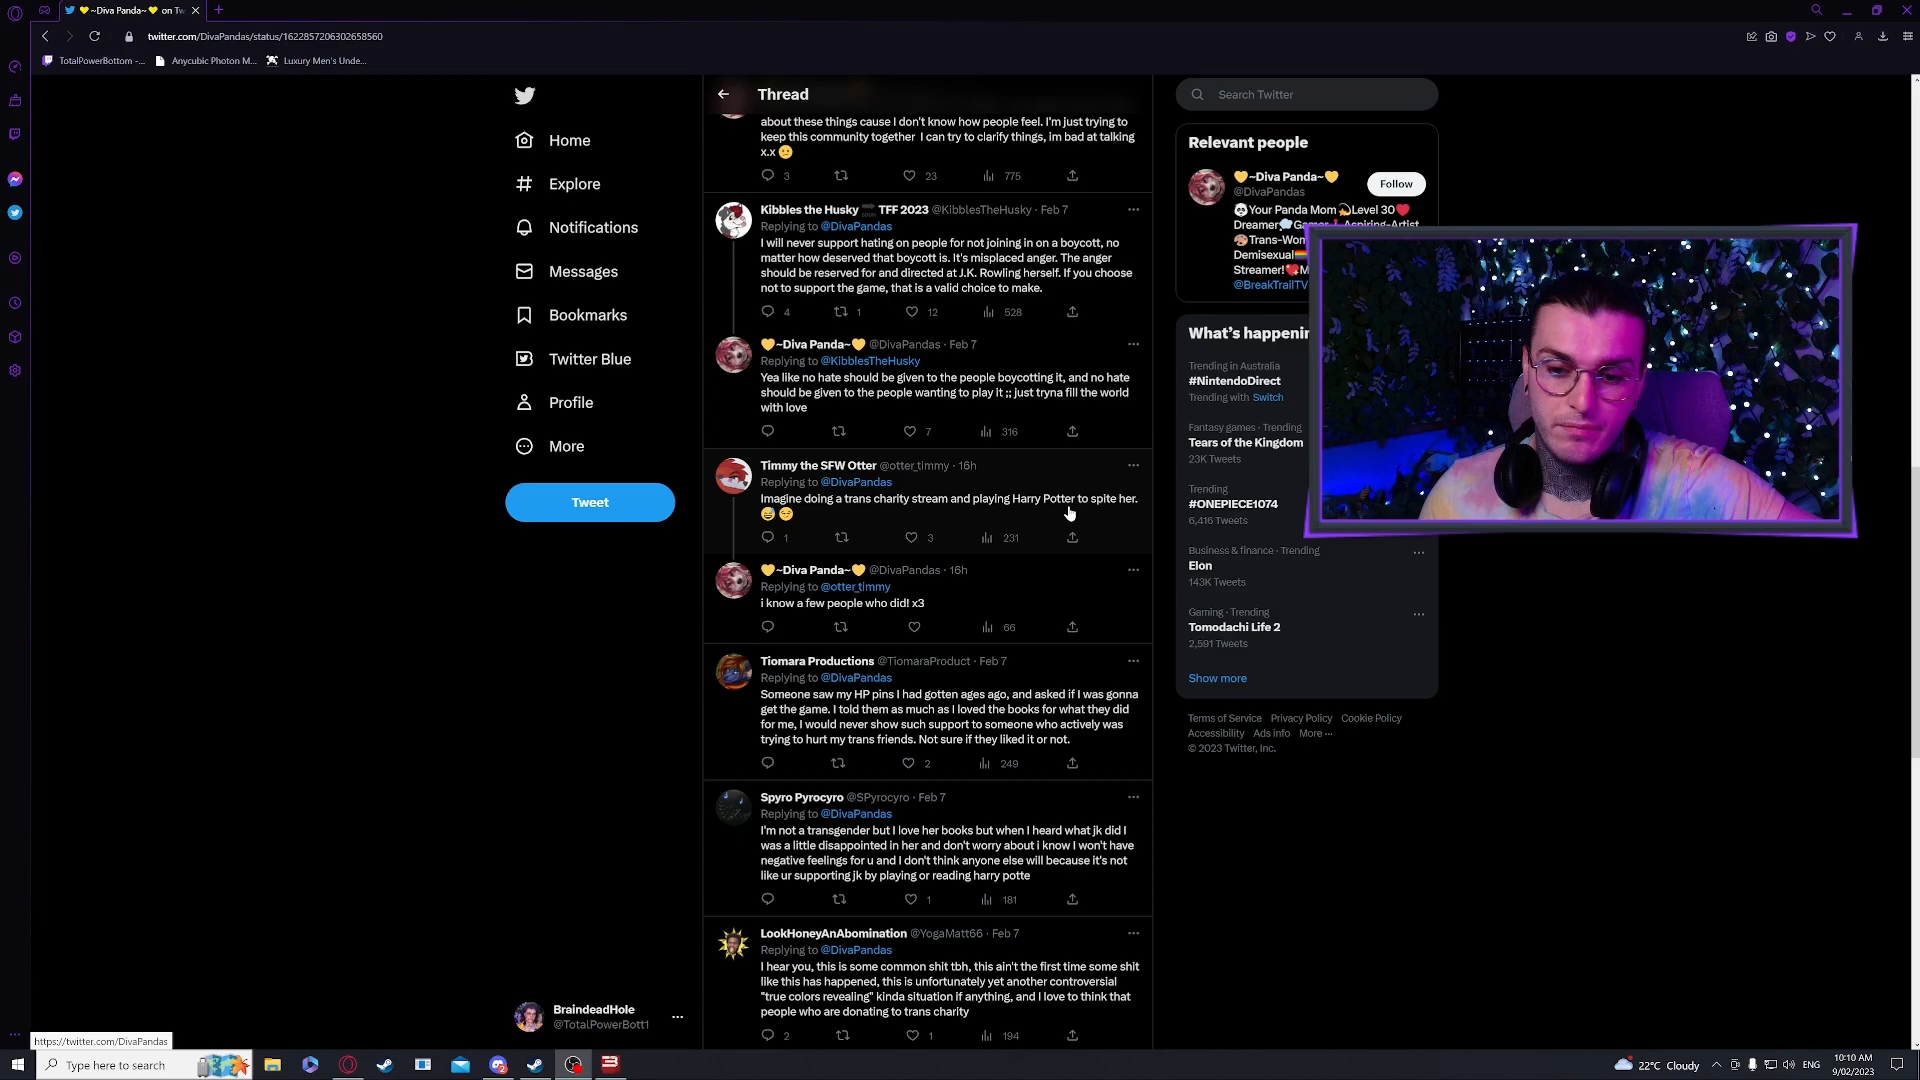 ~Diva Panda~ on Tw
twitter.com/DivaPandas/status/1622857206302658560
TotalPowerBottom -...
Anycubic Photon M...
Luxury Men's Unde...
Home
Explore
Notifications
Messages
Bookmarks
Twitter Blue
Profile
More
Tweet
BraindeadHole
@TotalPowerBott1
Thread
about these things cause I don't know how people feel. I'm just trying to
keep this community together I can try to clarify things, im bad at talking
x.x 😕
3 23 775
Kibbles the Husky 🔜 TFF 2023 @KibblesTheHusky · Feb 7
Replying to @DivaPandas
I will never support hating on people for not joining in on a boycott, no
matter how deserved that boycott is. It's misplaced anger. The anger
should be reserved for and directed at J.K. Rowling herself. If you choose
not to support the game, that is a valid choice to make.
4 1 12 528
💛~Diva Panda~💛 @DivaPandas · Feb 7
Replying to @KibblesTheHusky
Yea like no hate should be given to the people boycotting it, and no hate
should be given to the people wanting to play it ;; just tryna fill the world
with love
7 316
Timmy the SFW Otter @otter_timmy · 16h
Replying to @DivaPandas
Imagine doing a trans charity stream and playing Harry Potter to spite her.
1 3 231
💛~Diva Panda~💛 @DivaPandas · 16h
Replying to @otter_timmy
i know a few people who did! x3
66
Tiomara Productions @TiomaraProduct · Feb 7
Replying to @DivaPandas
Someone saw my HP pins I had gotten ages ago, and asked if I was gonna
get the game. I told them as much as I loved the books for what they did
for me, I would never show such support to someone who actively was
trying to hurt my trans friends. Not sure if they liked it or not.
2 249
Spyro Pyrocyro @SPyrocyro · Feb 7
Replying to @DivaPandas
I'm not a transgender but I love her books but when I heard what jk did I
was a little disappointed in her and don't worry about i know I won't have
negative feelings for u and I don't think anyone else will because it's not
like ur supporting jk by playing or reading harry potte
1 181
LookHoneyAnAbomination @YogaMatt66 · Feb 7
Replying to @DivaPandas
I hear you, this is some common shit tbh, this ain't the first time some shit
like this has happened, this is unfortunately yet another controversial
"true colors revealing" kinda situation if anything, and I love to think that
people who are donating to trans charity
2 1 194
Search Twitter
Relevant people
💛~Diva Panda~💛
@DivaPandas
Follow
🐼Your Panda Mom💫Level 30❤
Dreamer💭Gamer Aspiring-Artist
🎨Trans-Wom
Demisexual
Streamer!💖M
@BreakTrailTV
What's happenin
Trending in Australia
#NintendoDirect
Trending with Switch
Fantasy games · Trending
Tears of the Kingdom
23K Tweets
Trending
#ONEPIECE1074
6,416 Tweets
Business & finance · Trending
Elon
143K Tweets
Gaming · Trending
Tomodachi Life 2
2,591 Tweets
Show more
Terms of Service Privacy Policy Cookie Policy
Accessibility Ads info More ···
© 2023 Twitter, Inc.
https://twitter.com/DivaPandas
Type here to search
22°C Cloudy
ENG
10:10 AM
9/02/2023